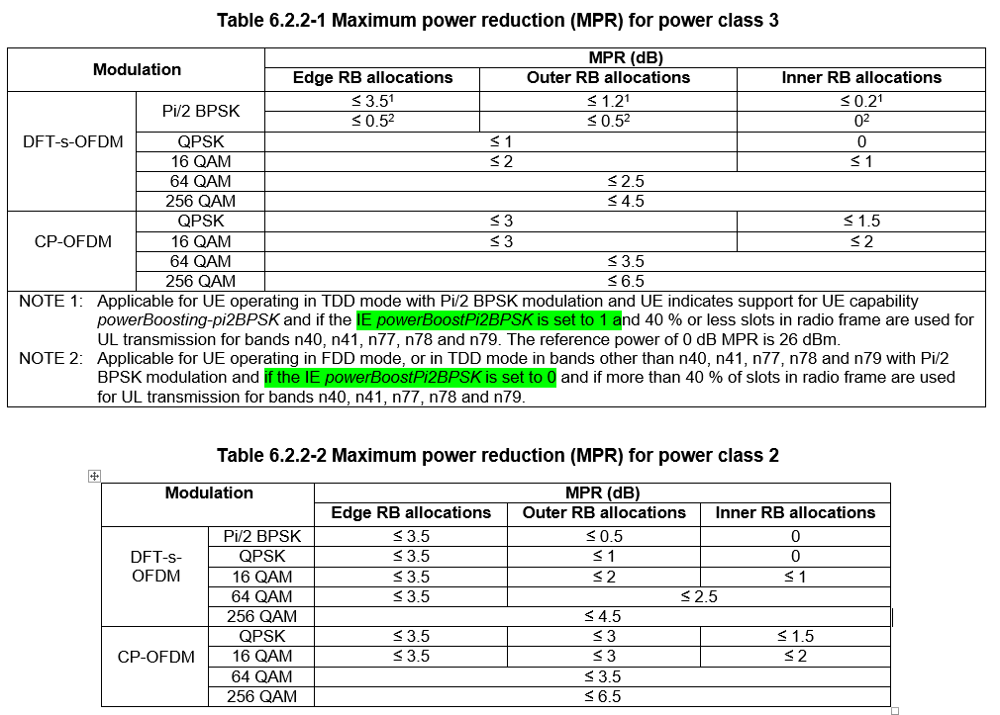 Table 6.2.2-1 Maximum power reduction (MPR) for power class 3
Modulation MPR (dB)
Edge RB allocations Outer RB allocations Inner RB allocations
DFT-s-OFDM Pi/2 BPSK ≤ 3.5¹ ≤ 1.2¹ ≤ 0.2¹
≤ 0.5² ≤ 0.5² 0²
QPSK ≤ 1 0
16 QAM ≤ 2 ≤ 1
64 QAM ≤ 2.5
256 QAM ≤ 4.5
CP-OFDM QPSK ≤ 3 ≤ 1.5
16 QAM ≤ 3 ≤ 2
64 QAM ≤ 3.5
256 QAM ≤ 6.5
NOTE 1: Applicable for UE operating in TDD mode with Pi/2 BPSK modulation and UE indicates support for UE capability
powerBoosting-pi2BPSK and if the IE powerBoostPi2BPSK is set to 1 and 40 % or less slots in radio frame are used for
UL transmission for bands n40, n41, n77, n78 and n79. The reference power of 0 dB MPR is 26 dBm.
NOTE 2: Applicable for UE operating in FDD mode, or in TDD mode in bands other than n40, n41, n77, n78 and n79 with Pi/2
BPSK modulation and if the IE powerBoostPi2BPSK is set to 0 and if more than 40 % of slots in radio frame are used
for UL transmission for bands n40, n41, n77, n78 and n79.
Table 6.2.2-2 Maximum power reduction (MPR) for power class 2
Modulation MPR (dB)
Edge RB allocations Outer RB allocations Inner RB allocations
DFT-s-
OFDM
Pi/2 BPSK ≤ 3.5 ≤ 0.5 0
QPSK ≤ 3.5 ≤ 1 0
16 QAM ≤ 3.5 ≤ 2 ≤ 1
64 QAM ≤ 3.5 ≤ 2.5
256 QAM ≤ 4.5
CP-OFDM QPSK ≤ 3.5 ≤ 3 ≤ 1.5
16 QAM ≤ 3.5 ≤ 3 ≤ 2
64 QAM ≤ 3.5
256 QAM ≤ 6.5